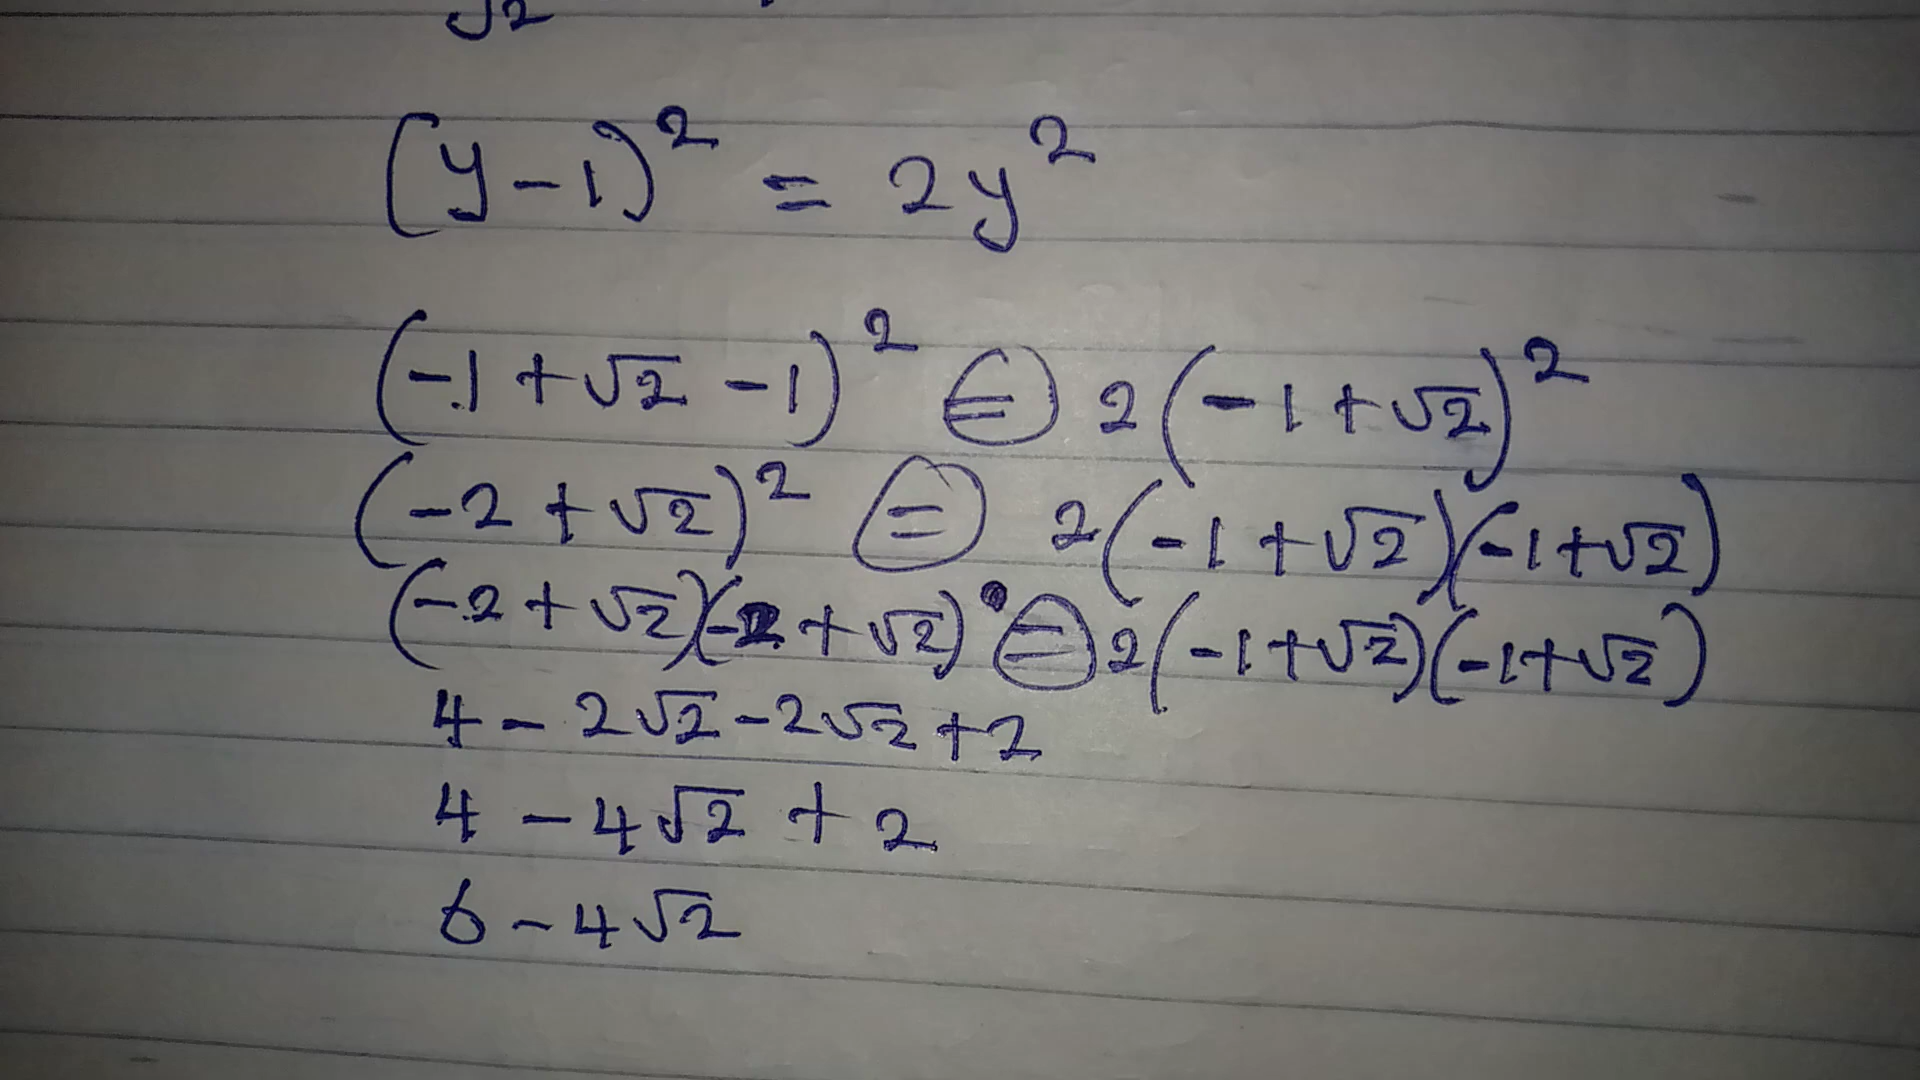 √2
(y-1)² = 2y²
(-1+√2-1)² = 2(-1+√2)²
(-2+√2)² = 2(-1+√2)(-1+√2)
(-2+√2)(-2+√2) = 2(-1+√2)(-1+√2)
4-2√2-2√2+2
4-4√2+2
6-4√2